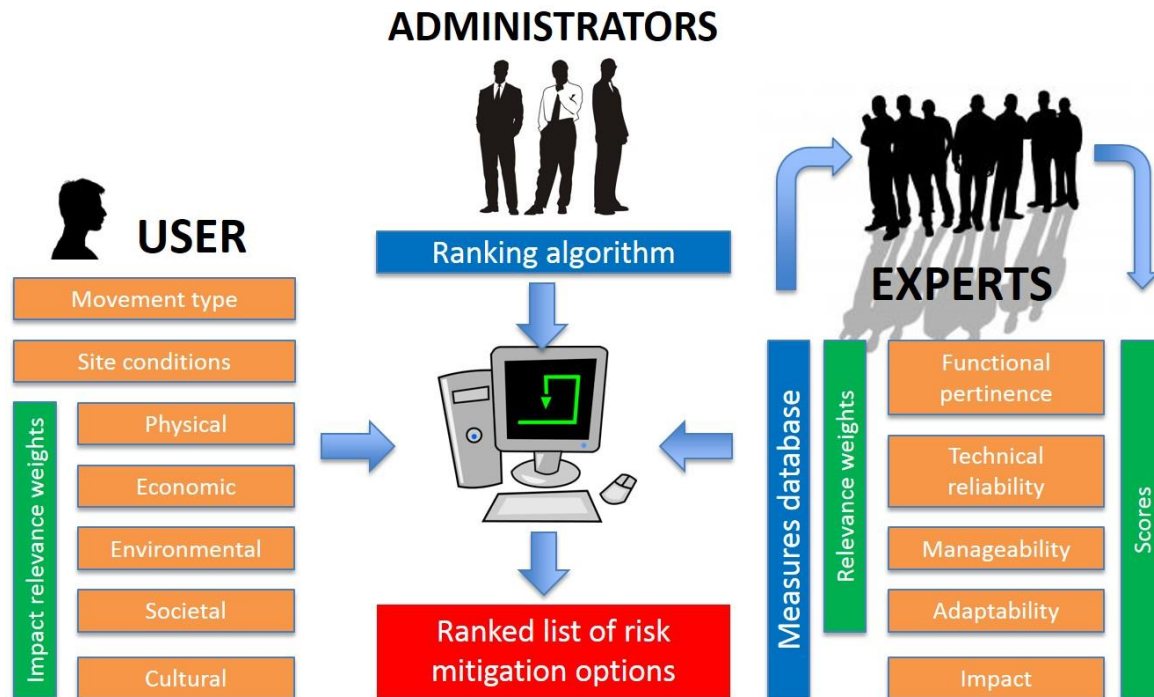 ADMINISTRATORS
USER
Movement type
Site conditions
Impact relevance weights
Physical
Economic
Environmental
Societal
Cultural
Ranking algorithm
Ranked list of risk
mitigation options
EXPERTS
Measures database
Relevance weights
Functional
pertinence
Technical
reliability
Manageability
Adaptability
Impact
Scores